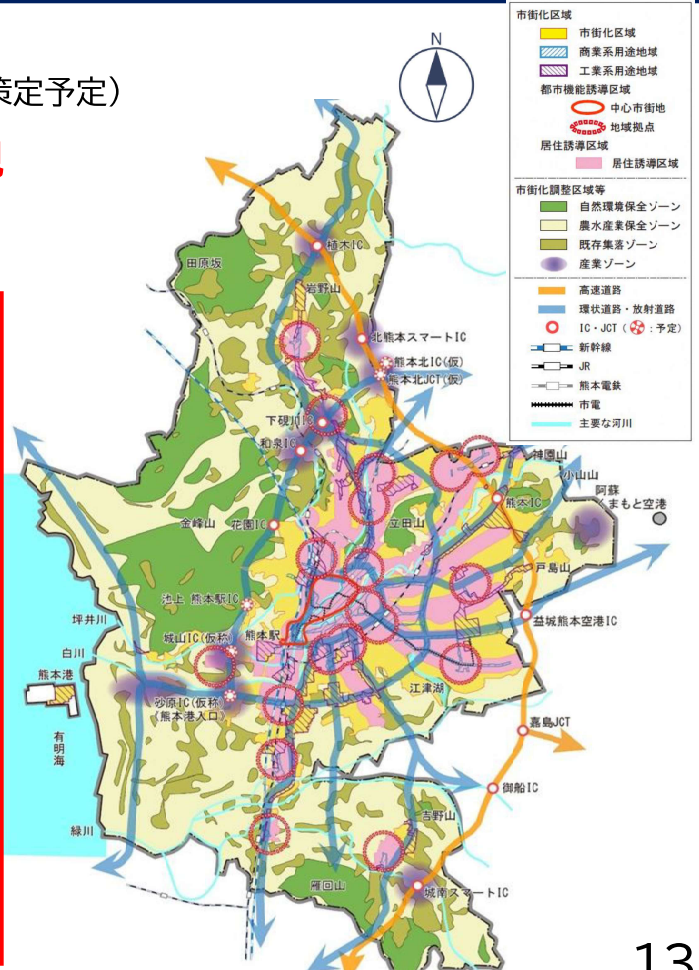 策定予定）
市街化区域
市街化区域
商業系用途地域
工業系用途地域
都市機能誘導区域
中心市街地
地域拠点
居住誘導区域
居住誘導区域
市街化調整区域等
自然環境保全ゾーン
農水産業保全ゾーン
既存集落ゾーン
産業ゾーン
高速道路
環状道路・放射道路
IC・JCT（　：予定）
新幹線
JR
熊本電鉄
市電
主要な河川
N
植木IC
田原坂
岩野山
北熊本スマートIC
熊本北IC(仮)
熊本北JCT(仮)
下硯川IC
和泉IC
神園山
小山山
熊本IC
阿蘇
くまもと空港
金峰山
花園IC
立田山
戸島山
池上 熊本駅IC
坪井川
城山IC(仮称)
熊本駅
益城熊本空港IC
白川
熊本港
砂原IC(仮称)
(熊本港入口)
江津湖
有明海
嘉島JCT
御船IC
緑川
吉野山
雁回山
城南スマートIC
13